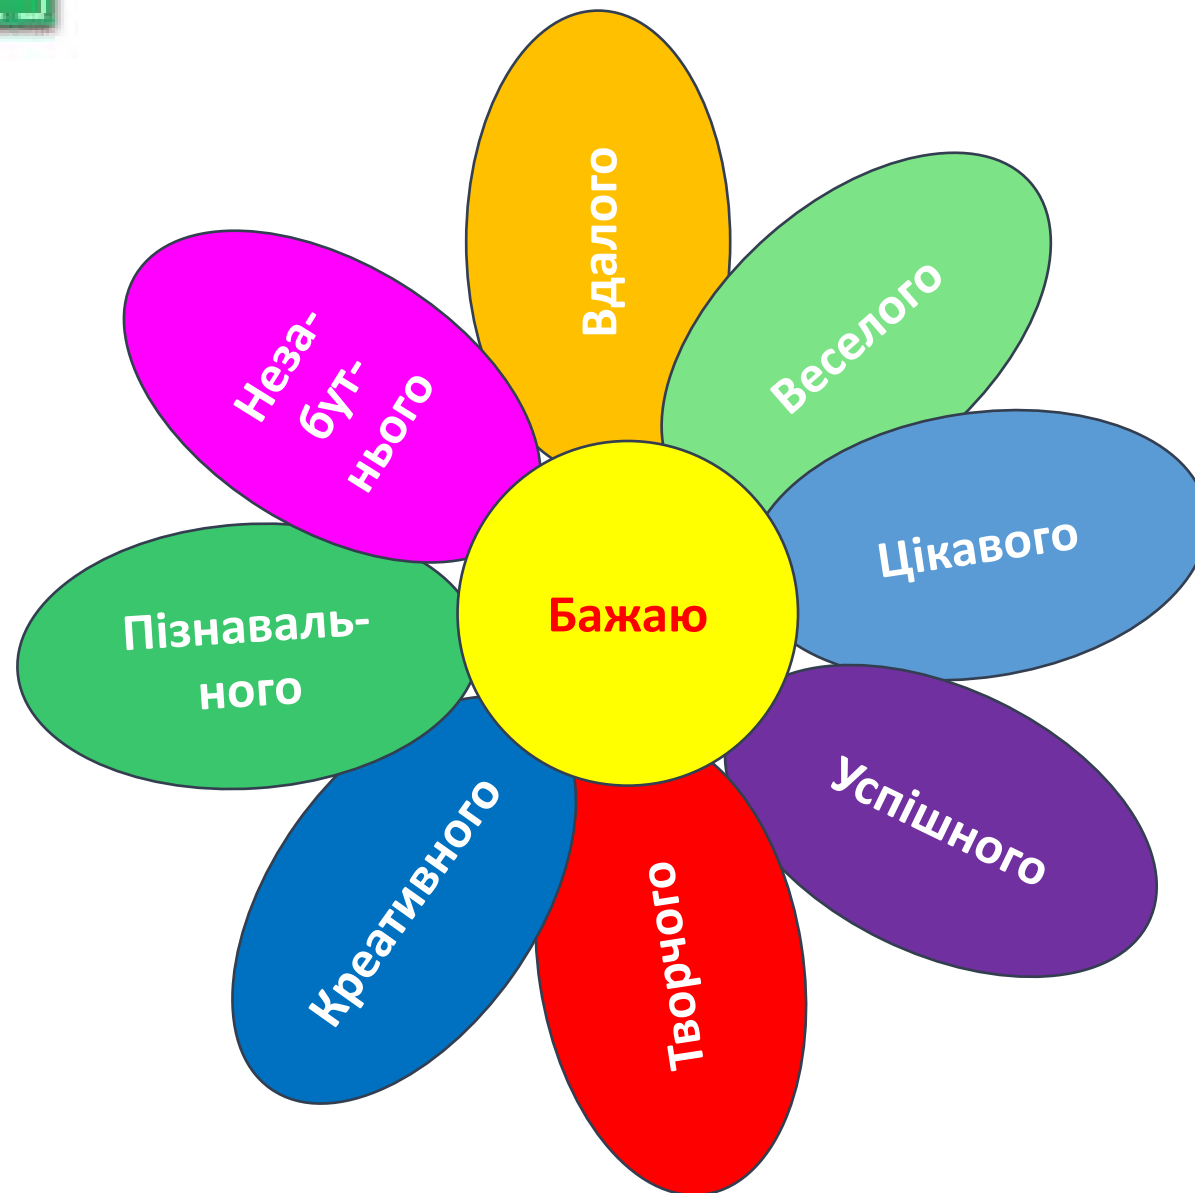 Вдалого
Веселого
Цікавого
Успішного
Творчого
Креативного
Пізнаваль-
ного
Неза-
бут-
нього
Бажаю